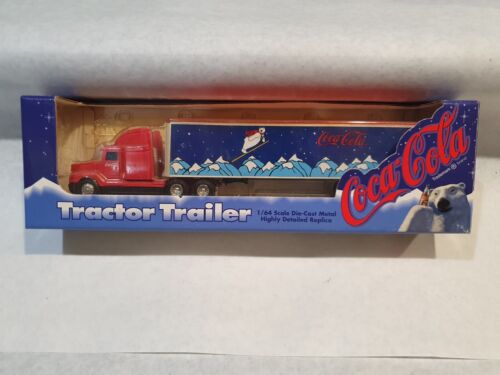 Coca-Cola
Coca-Cola
Tractor Trailer
1/64 Scale Die-Cast Metal
Highly Detailed Replica